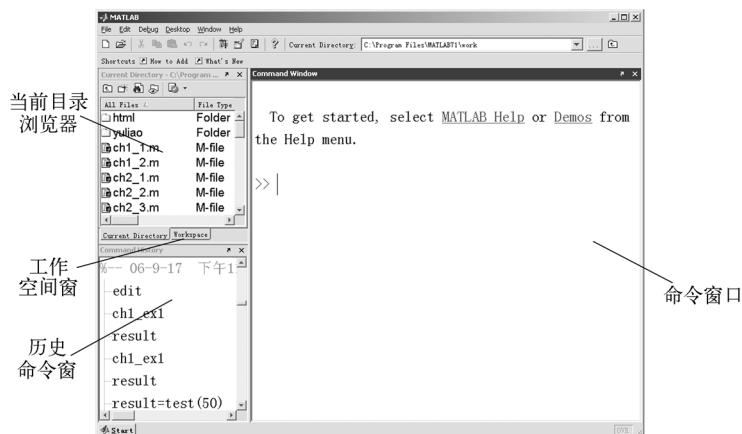 MATLAB
File Edit Debug Desktop Window Help
Current Directory: C:\Program Files\MATLAB71\work
Shortcuts How to Add What's New
Current Directory - C:\Program ...
All Files
File Type
html Folder
yuliao Folder
ch1_1.m M-file
ch1_2.m M-file
ch2_1.m M-file
ch2_2.m M-file
ch2_3.m M-file
Current Directory Workspace
Command History
%-- 06-9-17 下午1
edit
ch1_ex1
result
ch1_ex1
result
result=test(50)
Start
Command Window
To get started, select MATLAB Help or Demos from
the Help menu.
>>
OVR
当前目录
浏览器
工作
空间窗
历史
命令窗
命令窗口